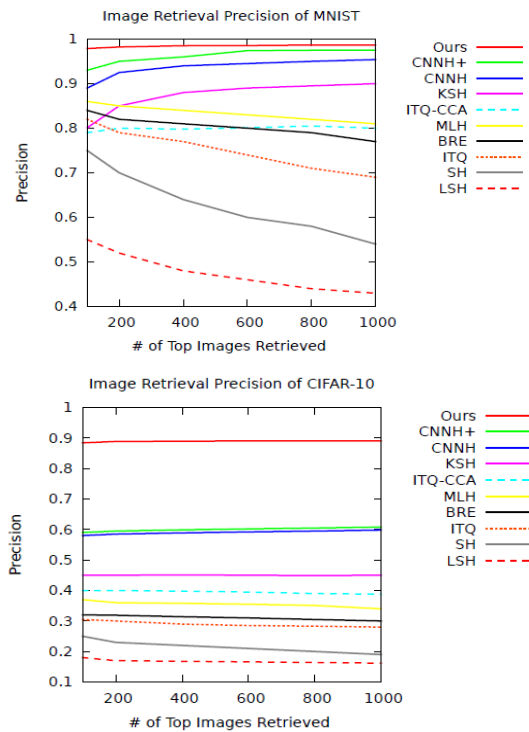 Image Retrieval Precision of MNIST
1
0.9
0.8
0.7
0.6
0.5
0.4
Precision
200 400 600 800 1000
# of Top Images Retrieved
Ours
CNNH+
CNNH
KSH
ITQ-CCA
MLH
BRE
ITQ
SH
LSH
Image Retrieval Precision of CIFAR-10
1
0.9
0.8
0.7
0.6
0.5
0.4
0.3
0.2
0.1
Precision
200 400 600 800 1000
# of Top Images Retrieved
Ours
CNNH+
CNNH
KSH
ITQ-CCA
MLH
BRE
ITQ
SH
LSH